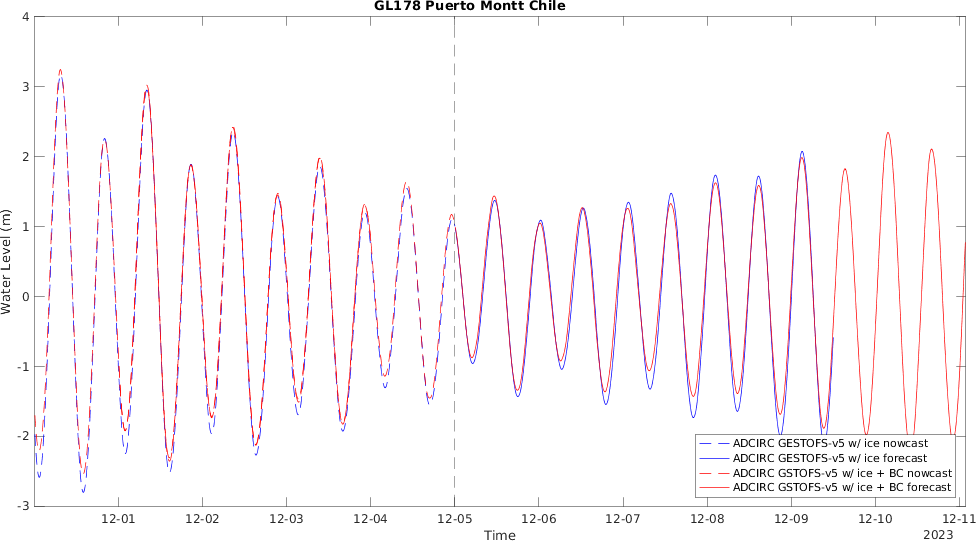 GL178 Puerto Montt Chile
4
3
2
1
0
-1
-2
-3
Water Level (m)
ADCIRC GESTOFS-v5 w/ ice nowcast
ADCIRC GESTOFS-v5 w/ ice forecast
ADCIRC GSTOFS-v5 w/ ice + BC nowcast
ADCIRC GSTOFS-v5 w/ ice + BC forecast
12-01 12-02 12-03 12-04 12-05 12-06 12-07 12-08 12-09 12-10 12-11
Time
2023